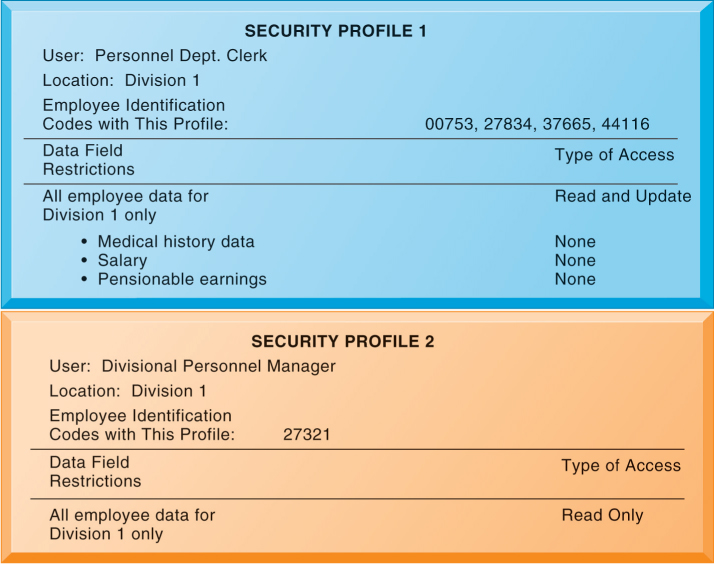 SECURITY PROFILE 1
User: Personnel Dept. Clerk
Location: Division 1
Employee Identification
Codes with This Profile: 00753, 27834, 37665, 44116
Data Field
Restrictions
Type of Access
All employee data for
Division 1 only
Read and Update
• Medical history data None
• Salary None
• Pensionable earnings None
SECURITY PROFILE 2
User: Divisional Personnel Manager
Location: Division 1
Employee Identification
Codes with This Profile: 27321
Data Field
Restrictions
Type of Access
All employee data for
Division 1 only
Read Only